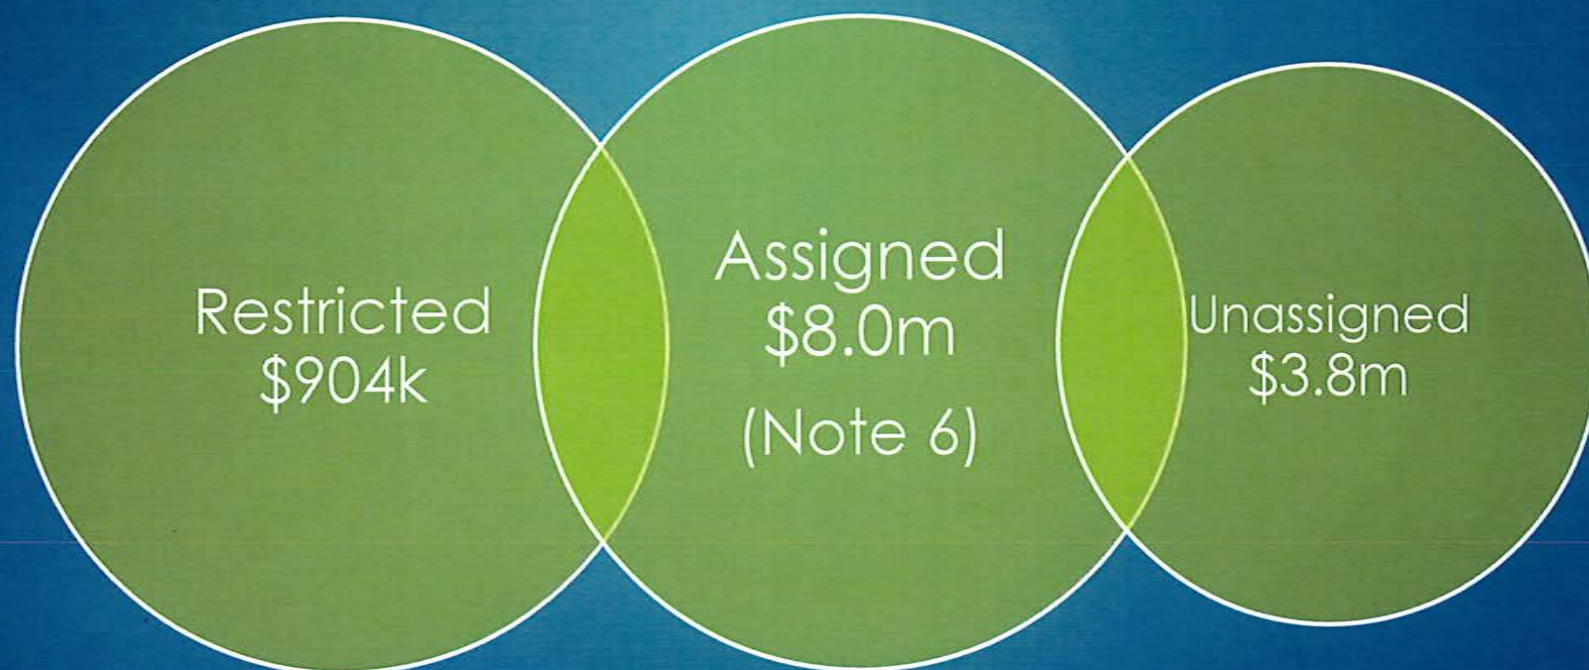 Restricted
$904k
Assigned
$8.0m
(Note 6)
Unassigned
$3.8m